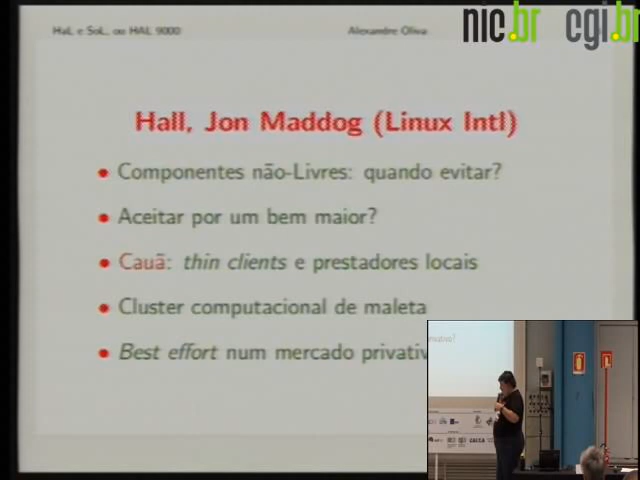 HaL e SoL, ou HAL 9000 Alexandre Oliva
nic.br cgi.br
Hall, Jon Maddog (Linux Intl)
• Componentes não-Livres: quando evitar?
• Aceitar por um bem maior?
• Cauã: thin clients e prestadores locais
• Cluster computacional de maleta
• Best effort num mercado privativ